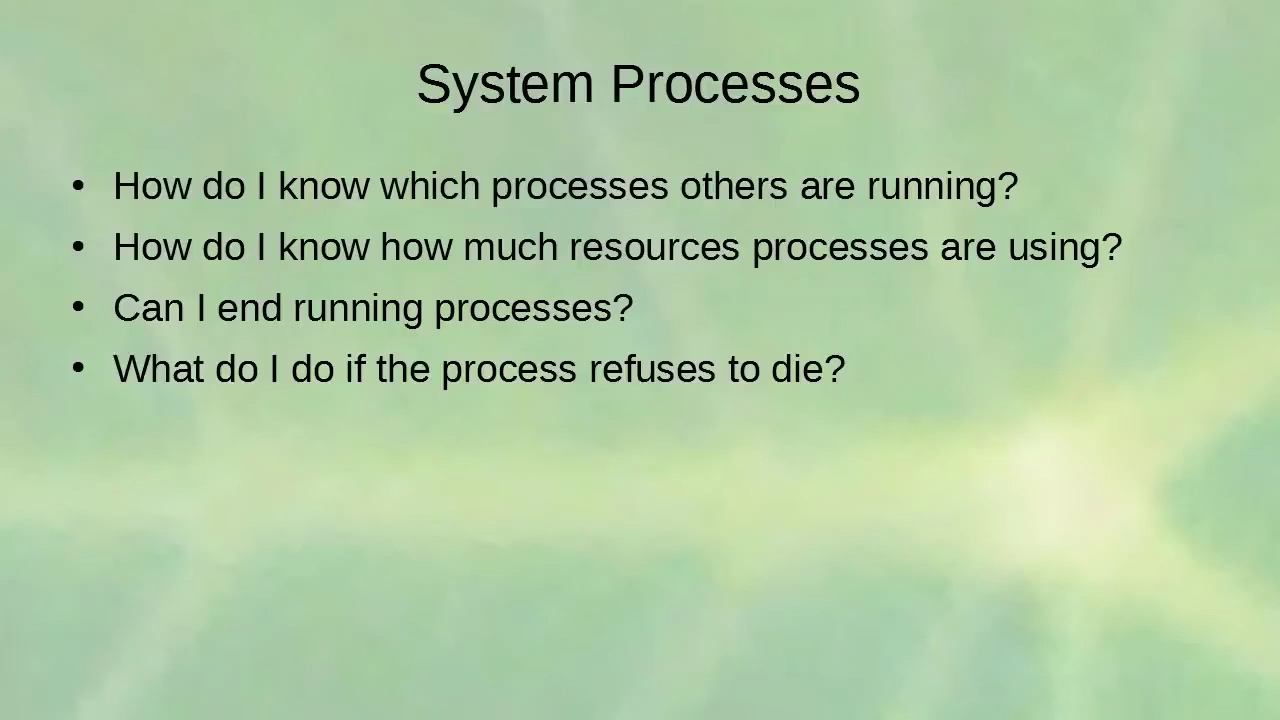 System Processes
• How do I know which processes others are running?
• How do I know how much resources processes are using?
• Can I end running processes?
• What do I do if the process refuses to die?